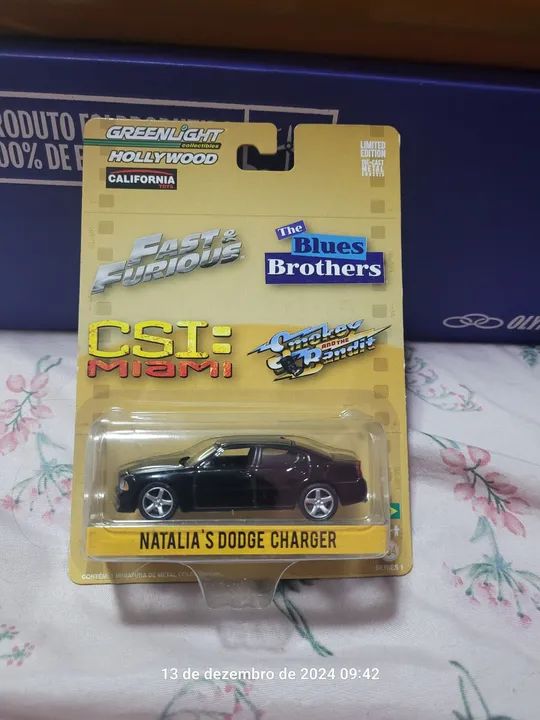 GREENLIGHT
collectibles
HOLLYWOOD
CALIFORNIA
TOYS
LIMITED
EDITION
DIE-CAST
METAL
FAST &
FURIOUS
The
Blues
Brothers
CSI:
MIAMI
Smokey
AND THE
Bandit
NATALIA'S DODGE CHARGER
SERIES 1
RODUTO
00% DE
OLY
13 de dezembro de 2024 09:42